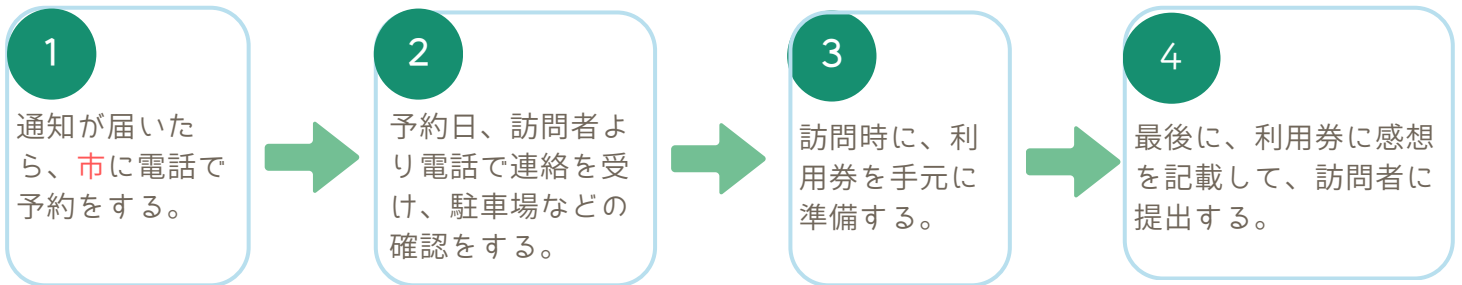 1
通知が届いた
ら、市に電話で
予約をする。
2
予約日、訪問者よ
り電話で連絡を受
け、駐車場などの
確認をする。
3
訪問時に、利
用券を手元に
準備する。
4
最後に、利用券に感想
を記載して、訪問者に
提出する。